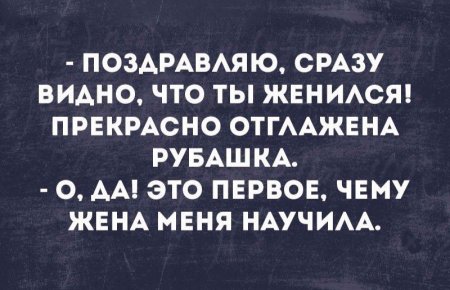 - ПОЗДРАВЛЯЮ, СРАЗУ
ВИДНО, ЧТО ТЫ ЖЕНИЛСЯ!
ПРЕКРАСНО ОТГЛАЖЕНА
РУБАШКА.
- О, ДА! ЭТО ПЕРВОЕ, ЧЕМУ
ЖЕНА МЕНЯ НАУЧИЛА.